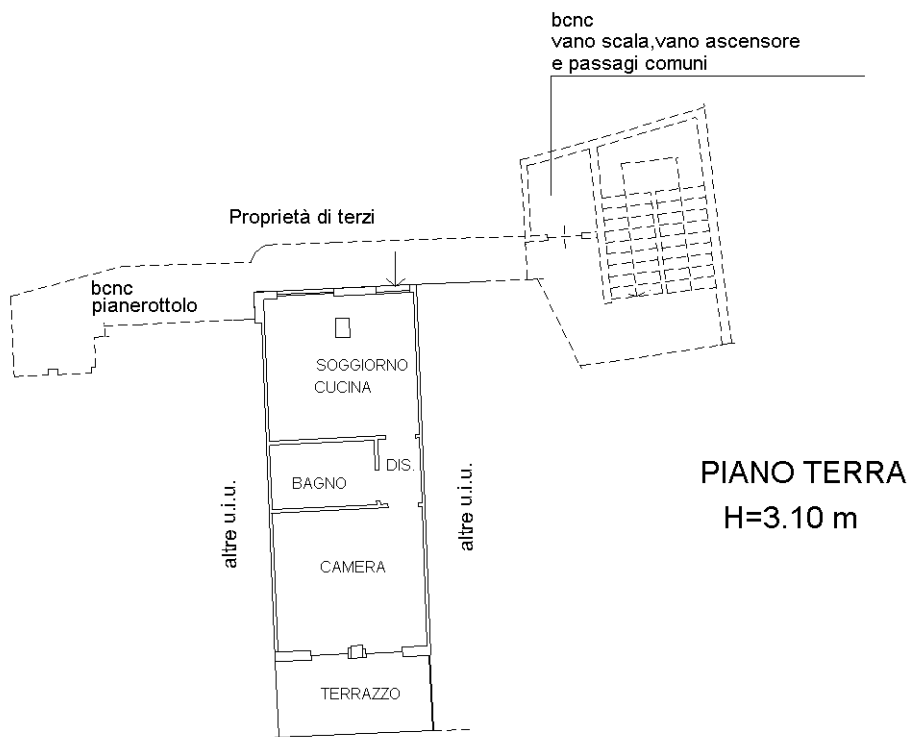 bcnc
vano scala,vano ascensore
e passagi comuni
Proprietà di terzi
bcnc
pianerottolo
SOGGIORNO
CUCINA
DIS.
BAGNO
altre u.i.u.
altre u.i.u.
PIANO TERRA
H=3.10 m
CAMERA
TERRAZZO